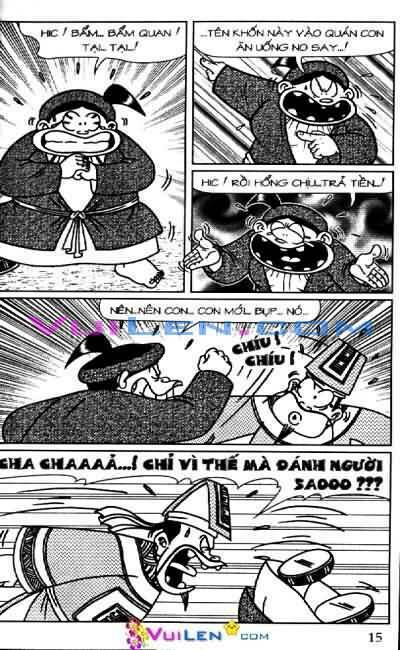 HIC ! BẨM... BẨM QUAN !
TẠI... TẠI..!
...TÊN KHỐN NÀY VÀO QUÁN CON
ĂN UỐNG NO SAY...!
HIC ! RỒI HỔNG CHỊU..TRẢ TIỀN..!
NÊN...NÊN CON... CON MỚI.. BỤP... NÓ...
VUILEN.COM
CHÍU !
CHÍU !
CHA CHAAAẢ...! CHỈ VÌ THẾ MÀ ĐÁNH NGƯỜI
SAOOO ???
15
VUILEN.COM